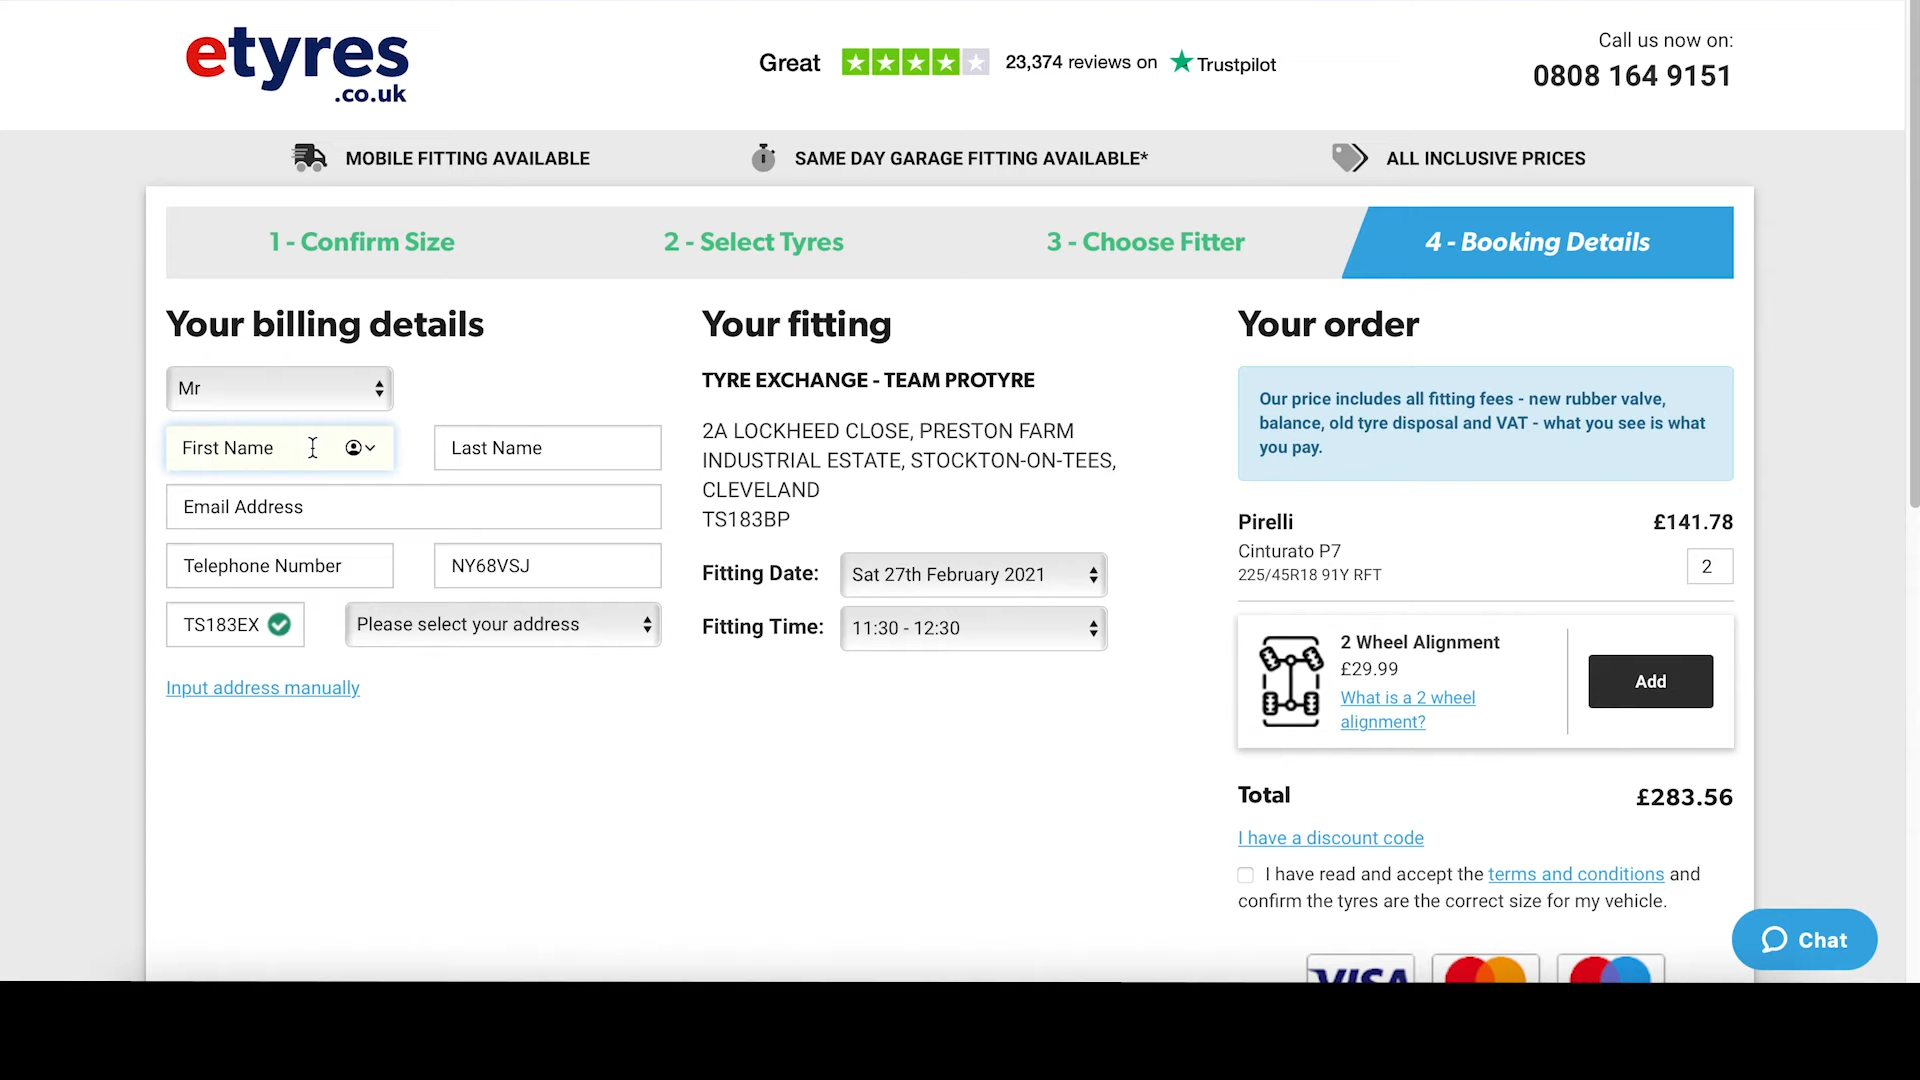 etyres
.co.uk
Great
23,374 reviews on Trustpilot
Call us now on:
0808 164 9151
MOBILE FITTING AVAILABLE
SAME DAY GARAGE FITTING AVAILABLE*
ALL INCLUSIVE PRICES
1 - Confirm Size
2 - Select Tyres
3 - Choose Fitter
4 - Booking Details
Your billing details
Mr
First Name
Last Name
Email Address
Telephone Number
NY68VSJ
TS183EX
Please select your address
Input address manually
Your fitting
TYRE EXCHANGE - TEAM PROTYRE
2A LOCKHEED CLOSE, PRESTON FARM
INDUSTRIAL ESTATE, STOCKTON-ON-TEES,
CLEVELAND
TS183BP
Fitting Date:
Sat 27th February 2021
Fitting Time:
11:30 - 12:30
Your order
Our price includes all fitting fees - new rubber valve,
balance, old tyre disposal and VAT - what you see is what
you pay.
Pirelli
£141.78
Cinturato P7
225/45R18 91Y RFT
2
2 Wheel Alignment
£29.99
What is a 2 wheel
alignment?
Add
Total
£283.56
I have a discount code
I have read and accept the terms and conditions and
confirm the tyres are the correct size for my vehicle.
Chat
VISA